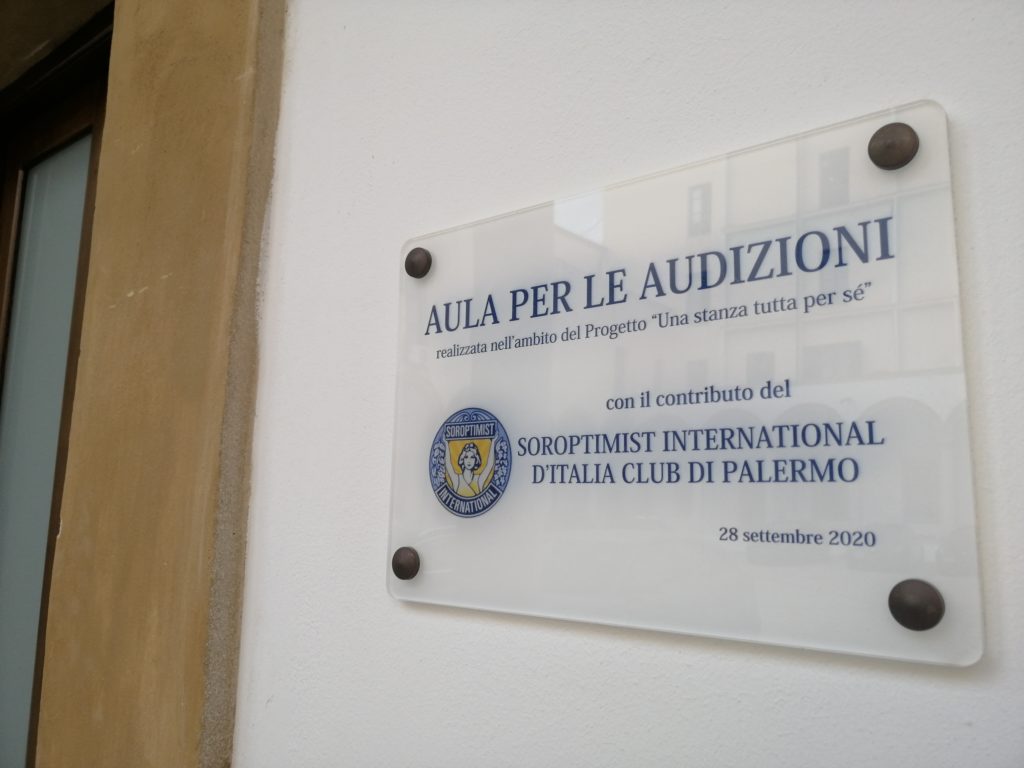 AULA PER LE AUDIZIONI
realizzata nell'ambito del Progetto "Una stanza tutta per sé"
con il contributo del
SOROPTIMIST INTERNATIONAL
D'ITALIA CLUB DI PALERMO
SOROPTIMIST
INTERNATIONAL
28 settembre 2020